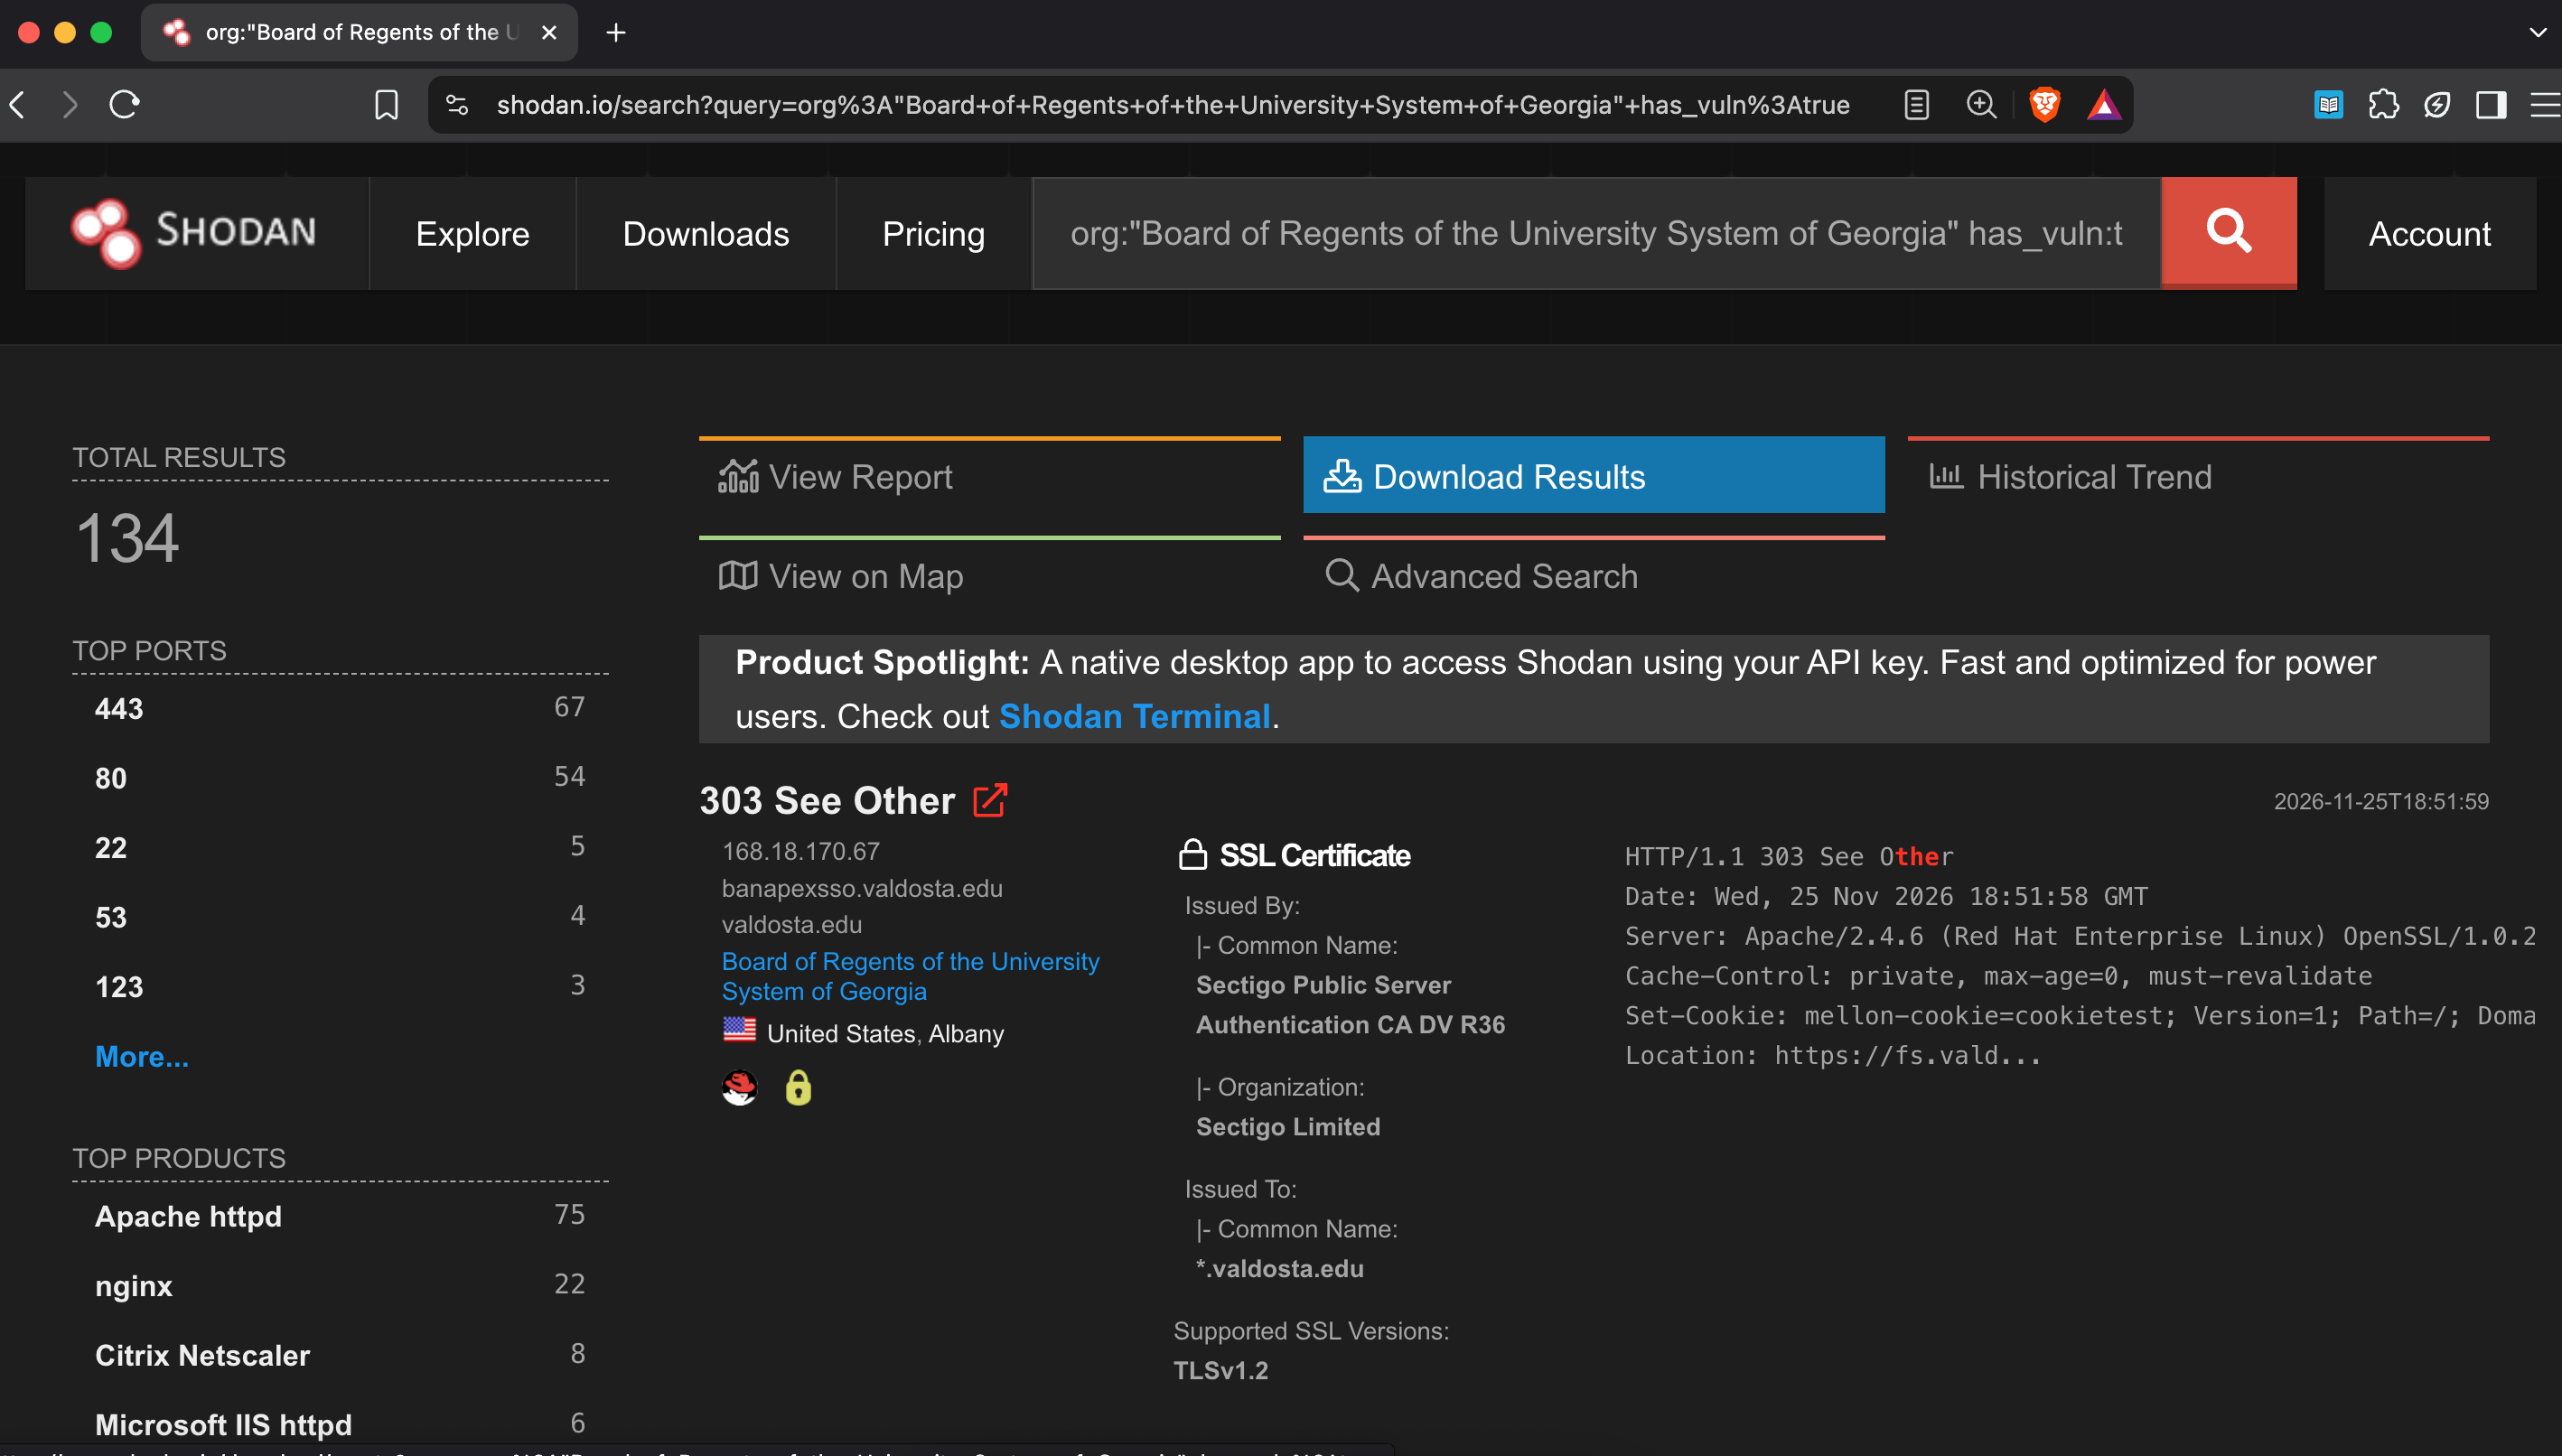 org:"Board of Regents of the U
shodan.io/search?query=org%3A"Board+of+Regents+of+the+University+System+of+Georgia"+has_vuln%3Atrue
SHODAN
Explore
Downloads
Pricing
org:"Board of Regents of the University System of Georgia" has_vuln:t
Account
TOTAL RESULTS
134
TOP PORTS
443 67
80 54
22 5
53 4
123 3
More...
TOP PRODUCTS
Apache httpd 75
nginx 22
Citrix Netscaler 8
Microsoft IIS httpd 6
View Report
Download Results
Historical Trend
View on Map
Advanced Search
Product Spotlight: A native desktop app to access Shodan using your API key. Fast and optimized for power
users. Check out Shodan Terminal.
303 See Other
2026-11-25T18:51:59
168.18.170.67
banapexsso.valdosta.edu
valdosta.edu
Board of Regents of the University
System of Georgia
United States, Albany
SSL Certificate
Issued By:
|- Common Name:
Sectigo Public Server
Authentication CA DV R36
|- Organization:
Sectigo Limited
Issued To:
|- Common Name:
*.valdosta.edu
Supported SSL Versions:
TLSv1.2
HTTP/1.1 303 See Other
Date: Wed, 25 Nov 2026 18:51:58 GMT
Server: Apache/2.4.6 (Red Hat Enterprise Linux) OpenSSL/1.0.2
Cache-Control: private, max-age=0, must-revalidate
Set-Cookie: mellon-cookie=cookietest; Version=1; Path=/; Doma
Location: https://fs.vald...